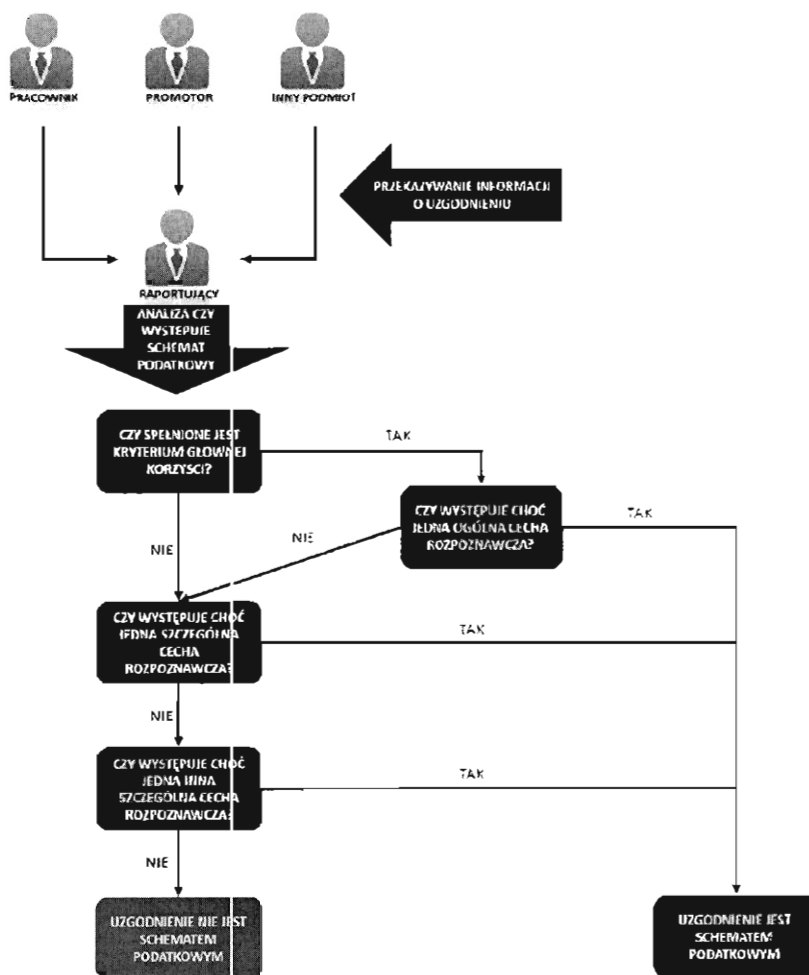 PRACOWNIK
PROMOTOR
INNY PODMIOT
PRZEKAZYWANIE INFORMACJI
O UZGODNIENIU
RAPORTUJĄCY
ANALIZA CZY
WYSTĘPUJE
SCHEMAT
PODATKOWY
CZY SPEŁNIONE JEST
KRYTERIUM GŁOWNEJ
KORZYSCI?
TAK
CZY WYSTĘPUJE CHOĆ
JEDNA OGÓLNA CECHA
ROZPOZNAWCZA?
TAK
NIE
NIE
CZY WYSTĘPUJE CHOĆ
JEDNA SZCZEGÓLNA
CECHA
ROZPOZNAWCZA?
TAK
NIE
CZY WYSTĘPUJE CHOĆ
JEDNA INNA
SZCZEGÓLNA CECHA
ROZPOZNAWCZA?
TAK
NIE
UZGODNIENIE NIE JEST
SCHEMATEM
PODATKOWYM
UZGODNIENIE JEST
SCHEMATEM
PODATKOWYM